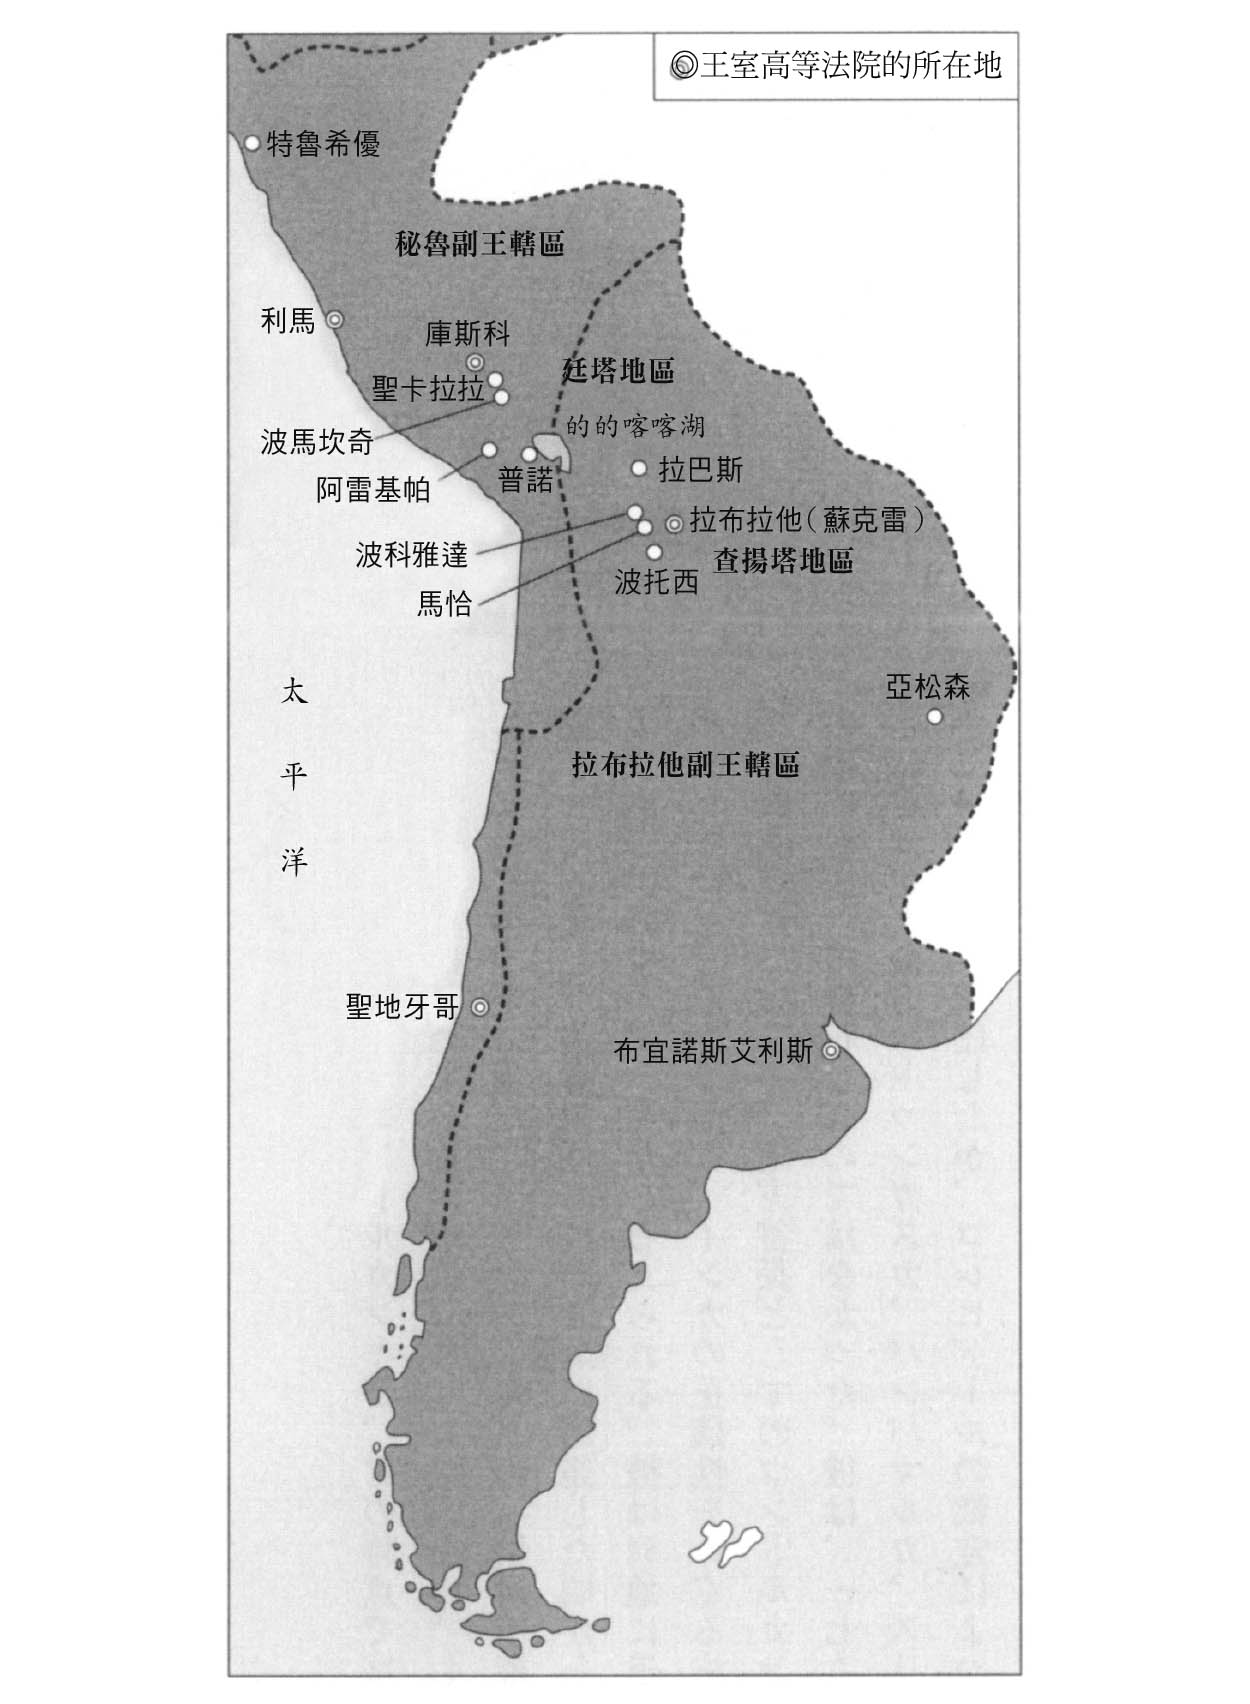 王室高等法院的所在地
特魯希優
秘魯副王轄區
利馬
庫斯科
廷塔地區
聖卡拉拉
的的喀喀湖
波馬坎奇
拉巴斯
普諾
阿雷基帕
拉布拉他（蘇克雷）
波科雅達
查揚塔地區
波托西
馬恰
亞松森
太平洋
拉布拉他副王轄區
聖地牙哥
布宜諾斯艾利斯